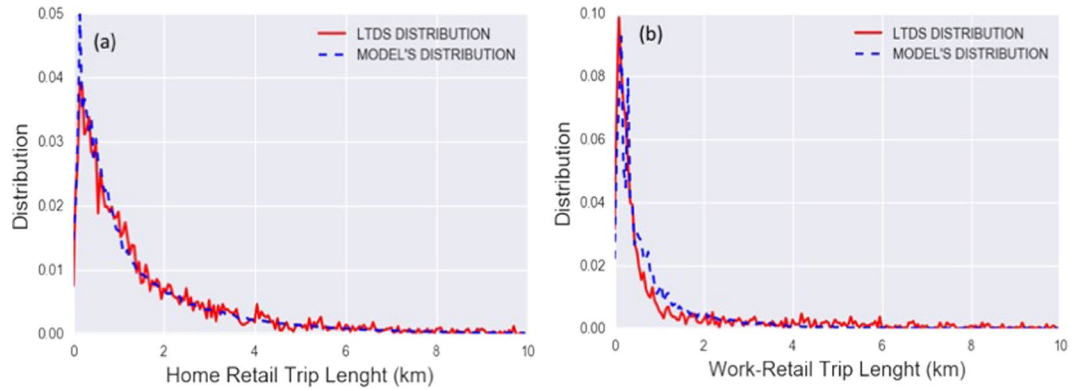 (a)
LTDS DISTRIBUTION
MODEL'S DISTRIBUTION
0.05
0.04
0.03
0.02
0.01
0.00
Distribution
0 2 4 6 8 10
Home Retail Trip Lenght (km)
(b)
LTDS DISTRIBUTION
MODEL'S DISTRIBUTION
0.10
0.08
0.06
0.04
0.02
0.00
Distribution
0 2 4 6 8 10
Work-Retail Trip Lenght (km)